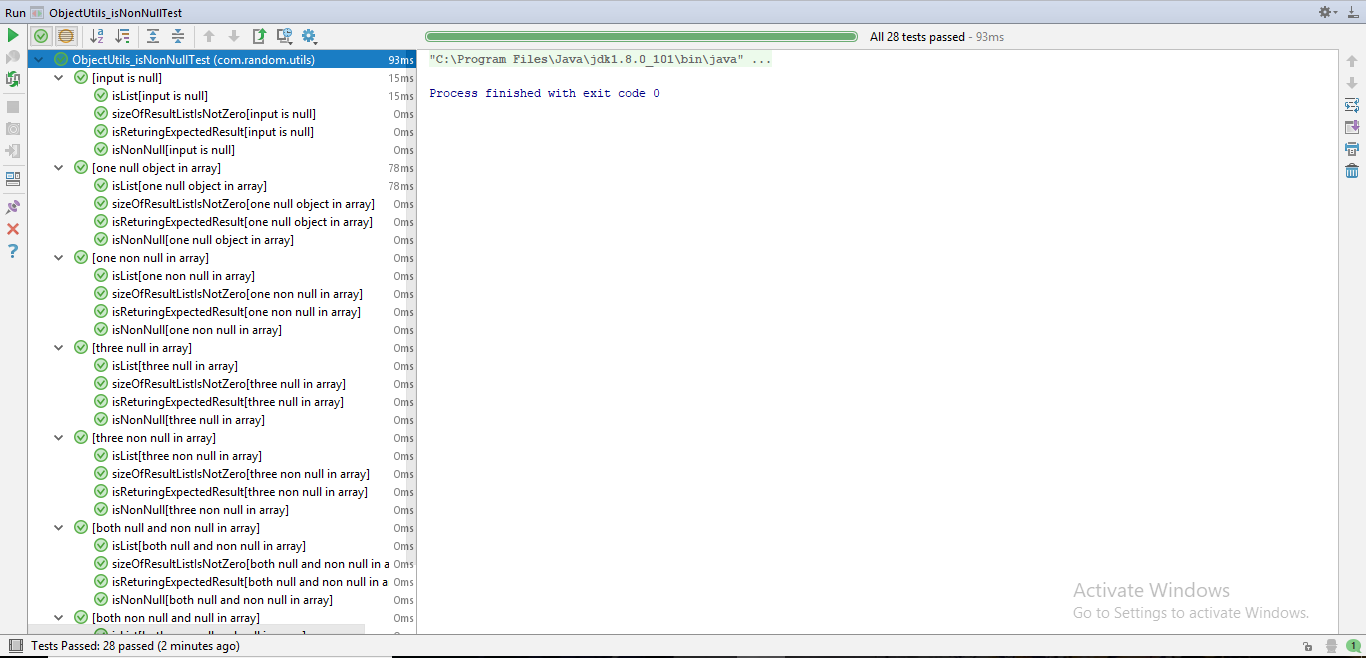 Run ObjectUtils_isNonNullTest
All 28 tests passed - 93ms
ObjectUtils_isNonNullTest (com.random.utils) 93ms
[input is null] 15ms
isList[input is null] 15ms
sizeOfResultListIsNotZero[input is null] 0ms
isReturingExpectedResult[input is null] 0ms
isNonNull[input is null] 0ms
[one null object in array] 78ms
isList[one null object in array] 78ms
sizeOfResultListIsNotZero[one null object in array] 0ms
isReturingExpectedResult[one null object in array] 0ms
isNonNull[one null object in array] 0ms
[one non null in array] 0ms
isList[one non null in array] 0ms
sizeOfResultListIsNotZero[one non null in array] 0ms
isReturingExpectedResult[one non null in array] 0ms
isNonNull[one non null in array] 0ms
[three null in array] 0ms
isList[three null in array] 0ms
sizeOfResultListIsNotZero[three null in array] 0ms
isReturingExpectedResult[three null in array] 0ms
isNonNull[three null in array] 0ms
[three non null in array] 0ms
isList[three non null in array] 0ms
sizeOfResultListIsNotZero[three non null in array] 0ms
isReturingExpectedResult[three non null in array] 0ms
isNonNull[three non null in array] 0ms
[both null and non null in array] 0ms
isList[both null and non null in array] 0ms
sizeOfResultListIsNotZero[both null and non null in a 0ms
isReturingExpectedResult[both null and non null in a 0ms
isNonNull[both null and non null in array] 0ms
[both non null and null in array] 0ms
"C:\Program Files\Java\jdk1.8.0_101\bin\java" ...
Process finished with exit code 0
Activate Windows
Go to Settings to activate Windows.
Tests Passed: 28 passed (2 minutes ago)
1